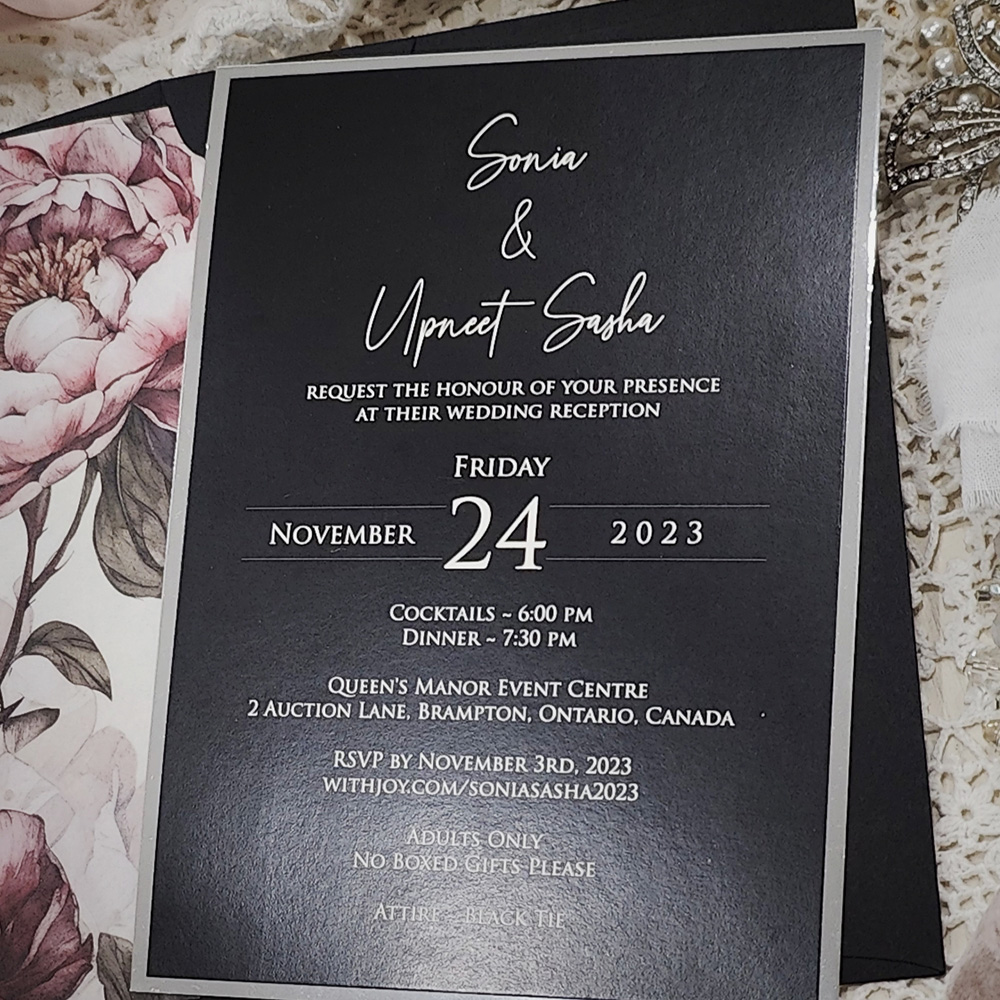 Sonia
&
Upneet Sasha
REQUEST THE HONOUR OF YOUR PRESENCE
AT THEIR WEDDING RECEPTION
FRIDAY
NOVEMBER 24 2023
COCKTAILS ~ 6:00 PM
DINNER ~ 7:30 PM
QUEEN'S MANOR EVENT CENTRE
2 AUCTION LANE, BRAMPTON, ONTARIO, CANADA
RSVP BY NOVEMBER 3RD, 2023
WITHJOY.COM/SONIASASHA2023
ADULTS ONLY
NO BOXED GIFTS PLEASE
ATTIRE ~ BLACK TIE